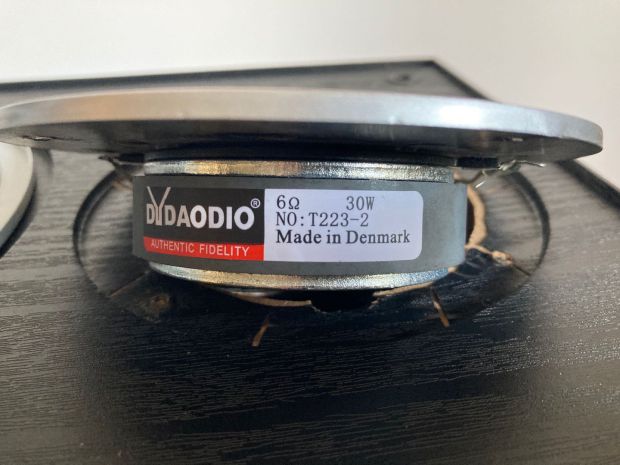 DYDAODIO®
AUTHENTIC FIDELITY
6Ω 30W
NO:T223-2
Made in Denmark